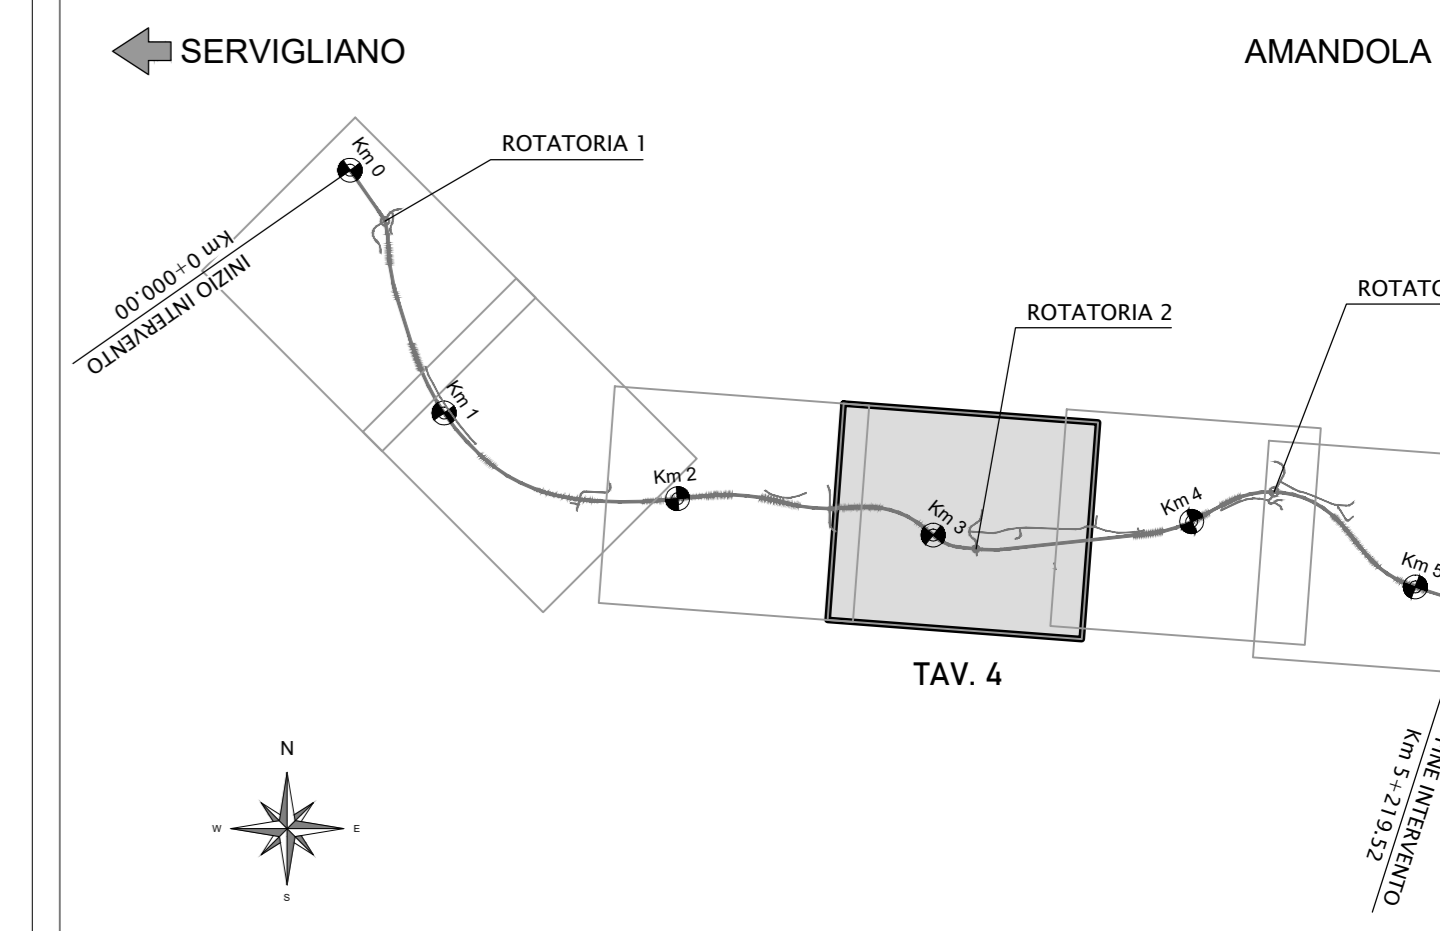 SERVIGLIANO
AMANDOLA
ROTATORIA 1
Km 0
Km 0+000.00
INIZIO INTERVENTO
ROTATO
ROTATORIA 2
Km 1
Km 2
Km 3
Km 4
Km 5
TAV. 4
Km 5+219.52
FINE INTERVENTO
N
W
E
S